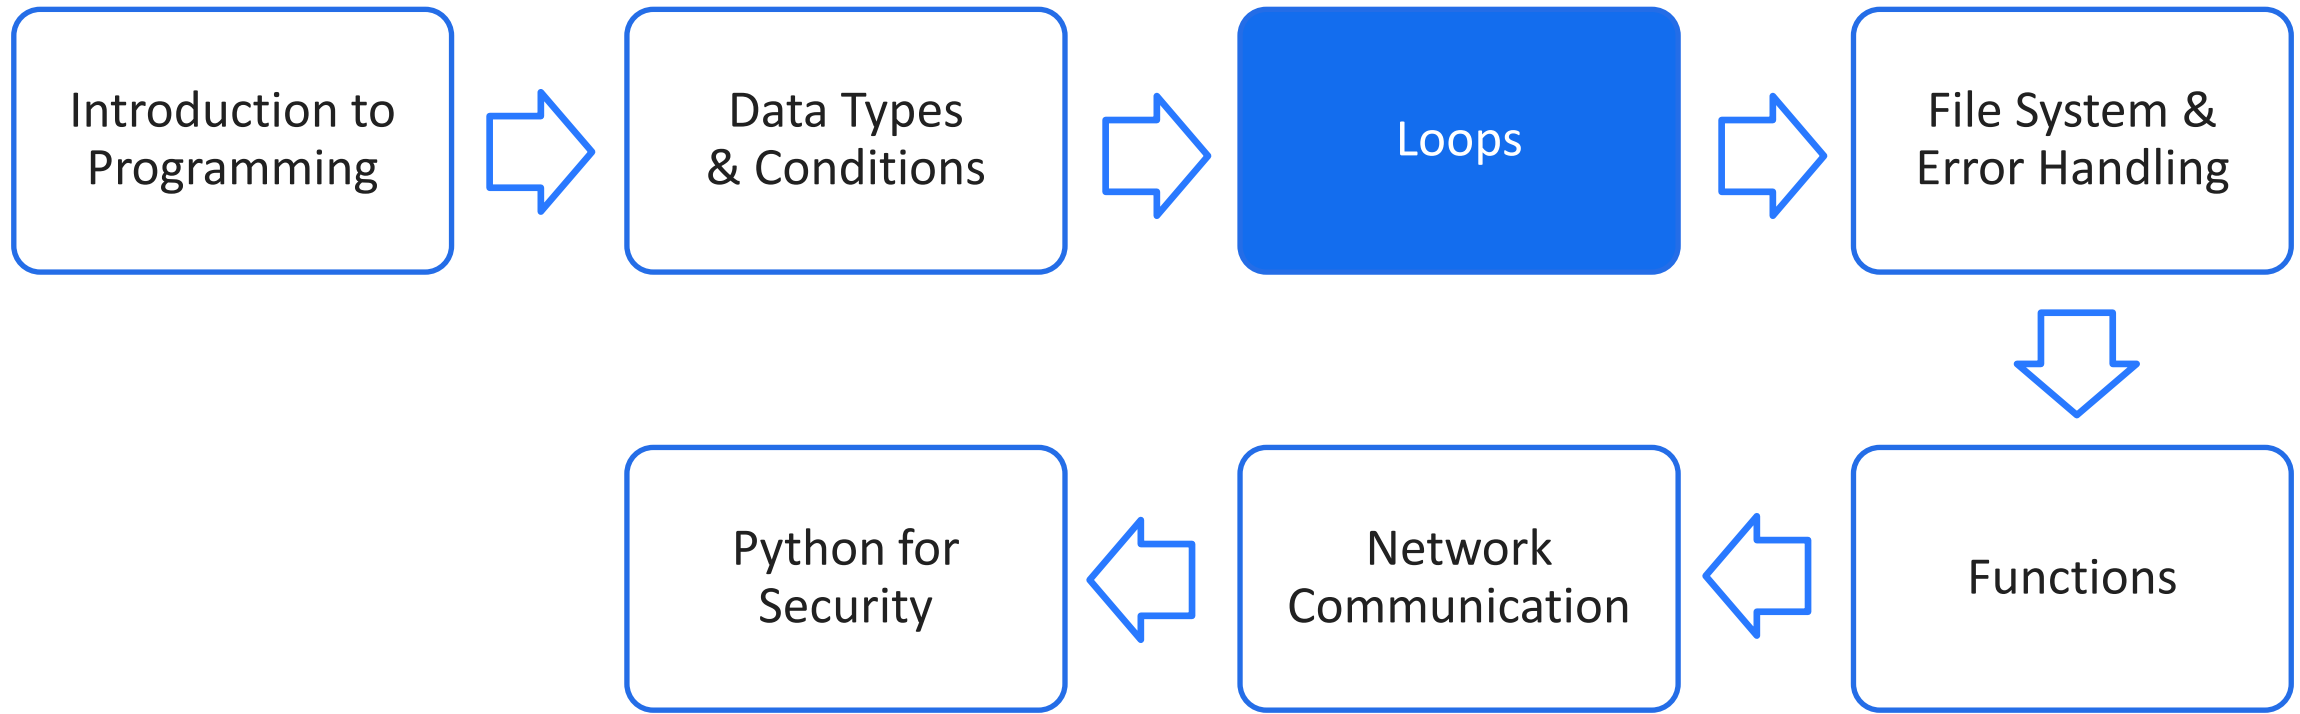 Introduction to
Programming
Data Types
& Conditions
Loops
File System &
Error Handling
Functions
Network
Communication
Python for
Security